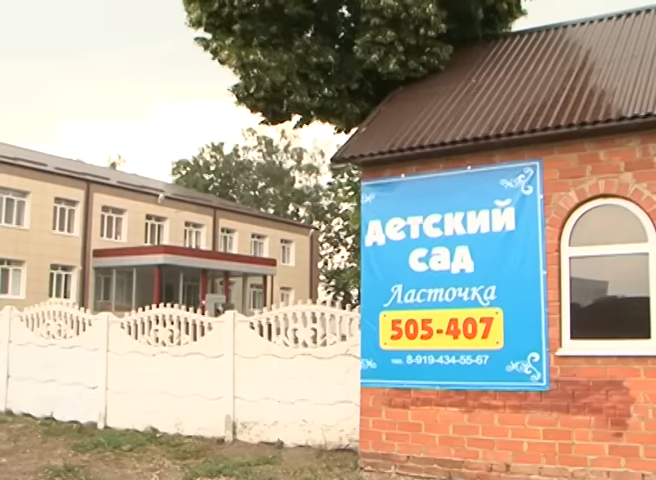 детский
сад
Ласточка
505-407
тел. 8-919-434-55-67